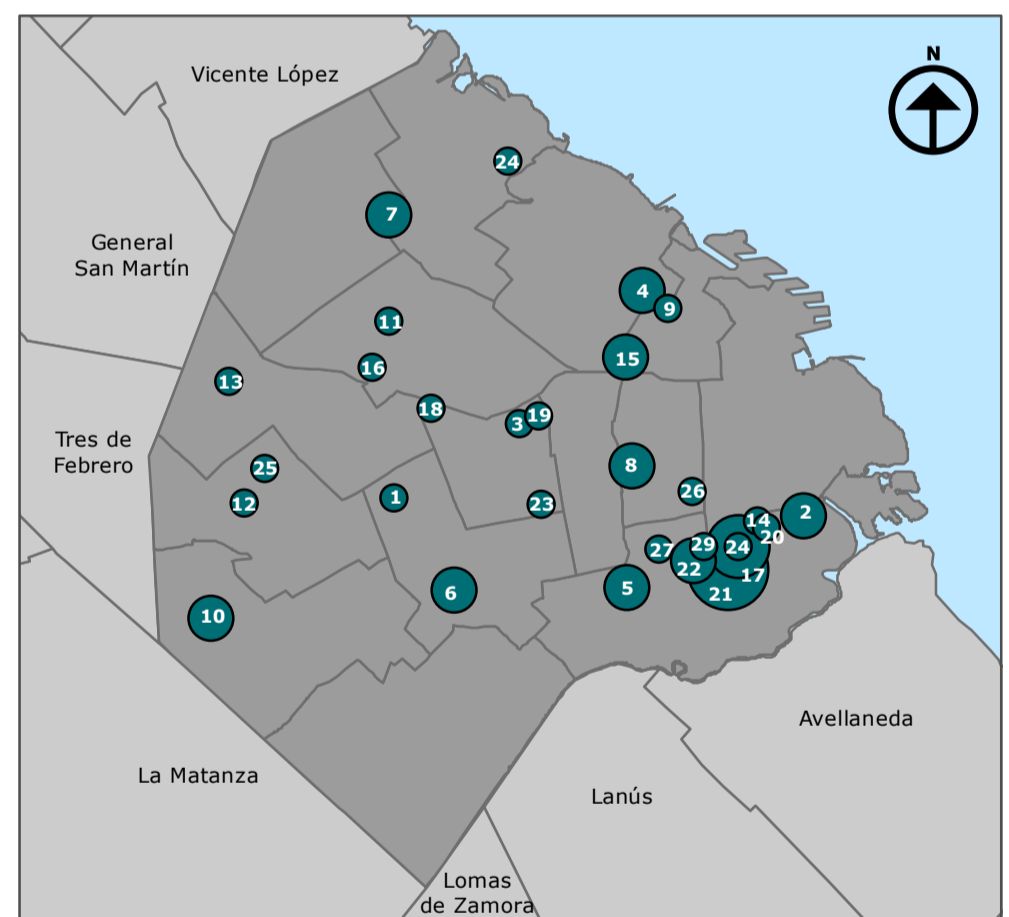 N
Vicente López
24
7
General
San Martín
4
9
11
15
16
13
18
19
3
Tres de
Febrero
25
8
26
12
1
23
2
14
20
29
24
27
22
17
5
21
6
10
Avellaneda
La Matanza
Lanús
Lomas
de Zamora